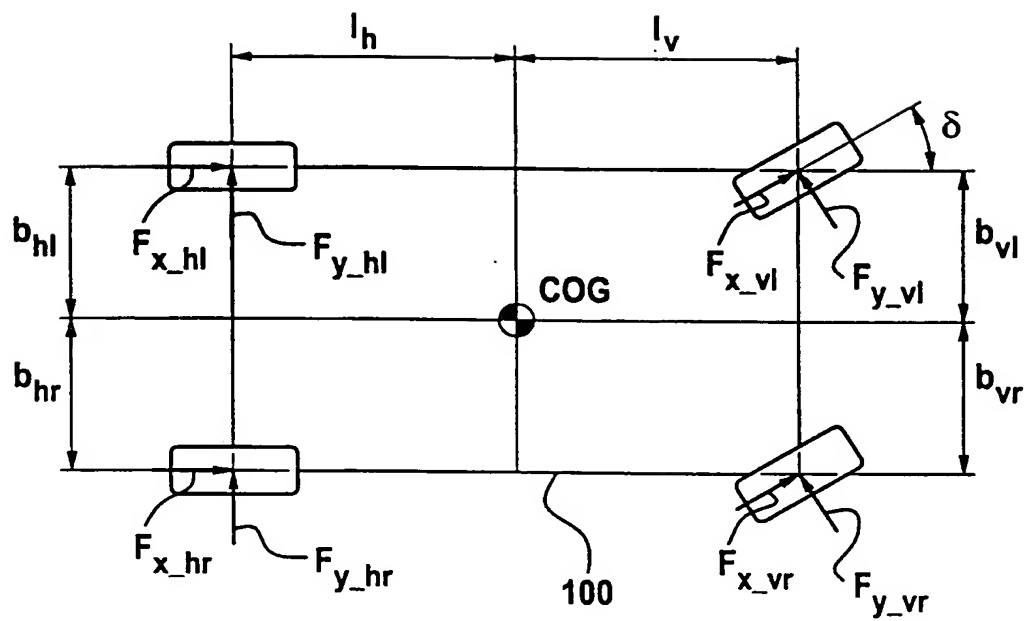 l_h
l_v
δ
b_hl
F_x_hl
F_y_hl
F_x_vl
F_y_vl
b_vl
COG
b_hr
b_vr
F_x_hr
F_y_hr
100
F_x_vr
F_y_vr